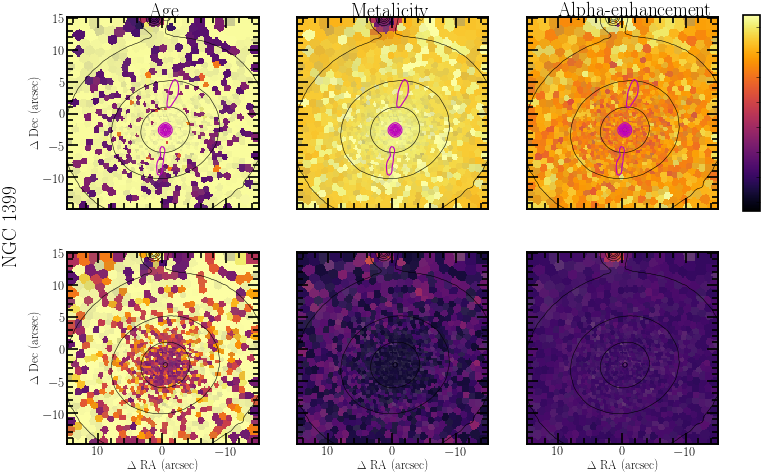 Age Metalicity Alpha-enhancement
15
10
5
0
−5
−10
Δ Dec (arcsec)
NGC 1399
15
10
5
0
−5
−10
Δ Dec (arcsec)
10 0 −10 10 0 −10 10 0 −10
Δ RA (arcsec) Δ RA (arcsec) Δ RA (arcsec)